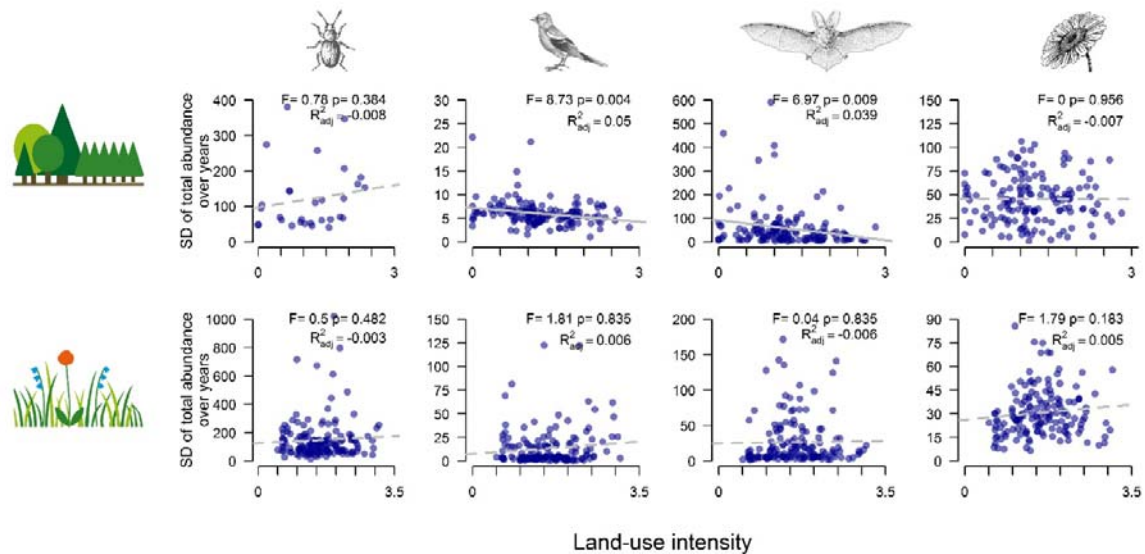 F= 0.78 p= 0.384
R²adj = -0.008
F= 8.73 p= 0.004
R²adj = 0.05
F= 6.97 p= 0.009
R²adj = 0.039
F= 0 p= 0.956
R²adj = -0.007
SD of total abundance
over years
400
300
200
100
0
0 3
30
25
20
15
10
5
0
0 3
600
500
400
300
200
100
0
0 3
150
125
100
75
50
25
0
0 3
F= 0.5 p= 0.482
R²adj = -0.003
F= 1.81 p= 0.835
R²adj = 0.006
F= 0.04 p= 0.835
R²adj = -0.006
F= 1.79 p= 0.183
R²adj = 0.005
SD of total abundance
over years
1000
800
600
400
200
0
0 3.5
150
125
100
75
50
25
0
0 3.5
200
150
100
50
0
0 3.5
90
75
60
45
30
15
0
0 3.5
Land-use intensity